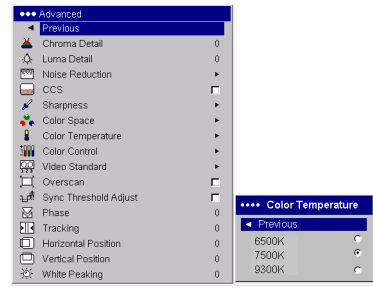 Advanced
Previous
Chroma Detail 0
Luma Detail 0
Noise Reduction
CCS
Sharpness
Color Space
Color Temperature
Color Control
Video Standard
Overscan
Sync Threshold Adjust
Phase 0
Tracking 0
Horizontal Position 0
Vertical Position 0
White Peaking 0
Color Temperature
Previous
6500K
7500K
9300K